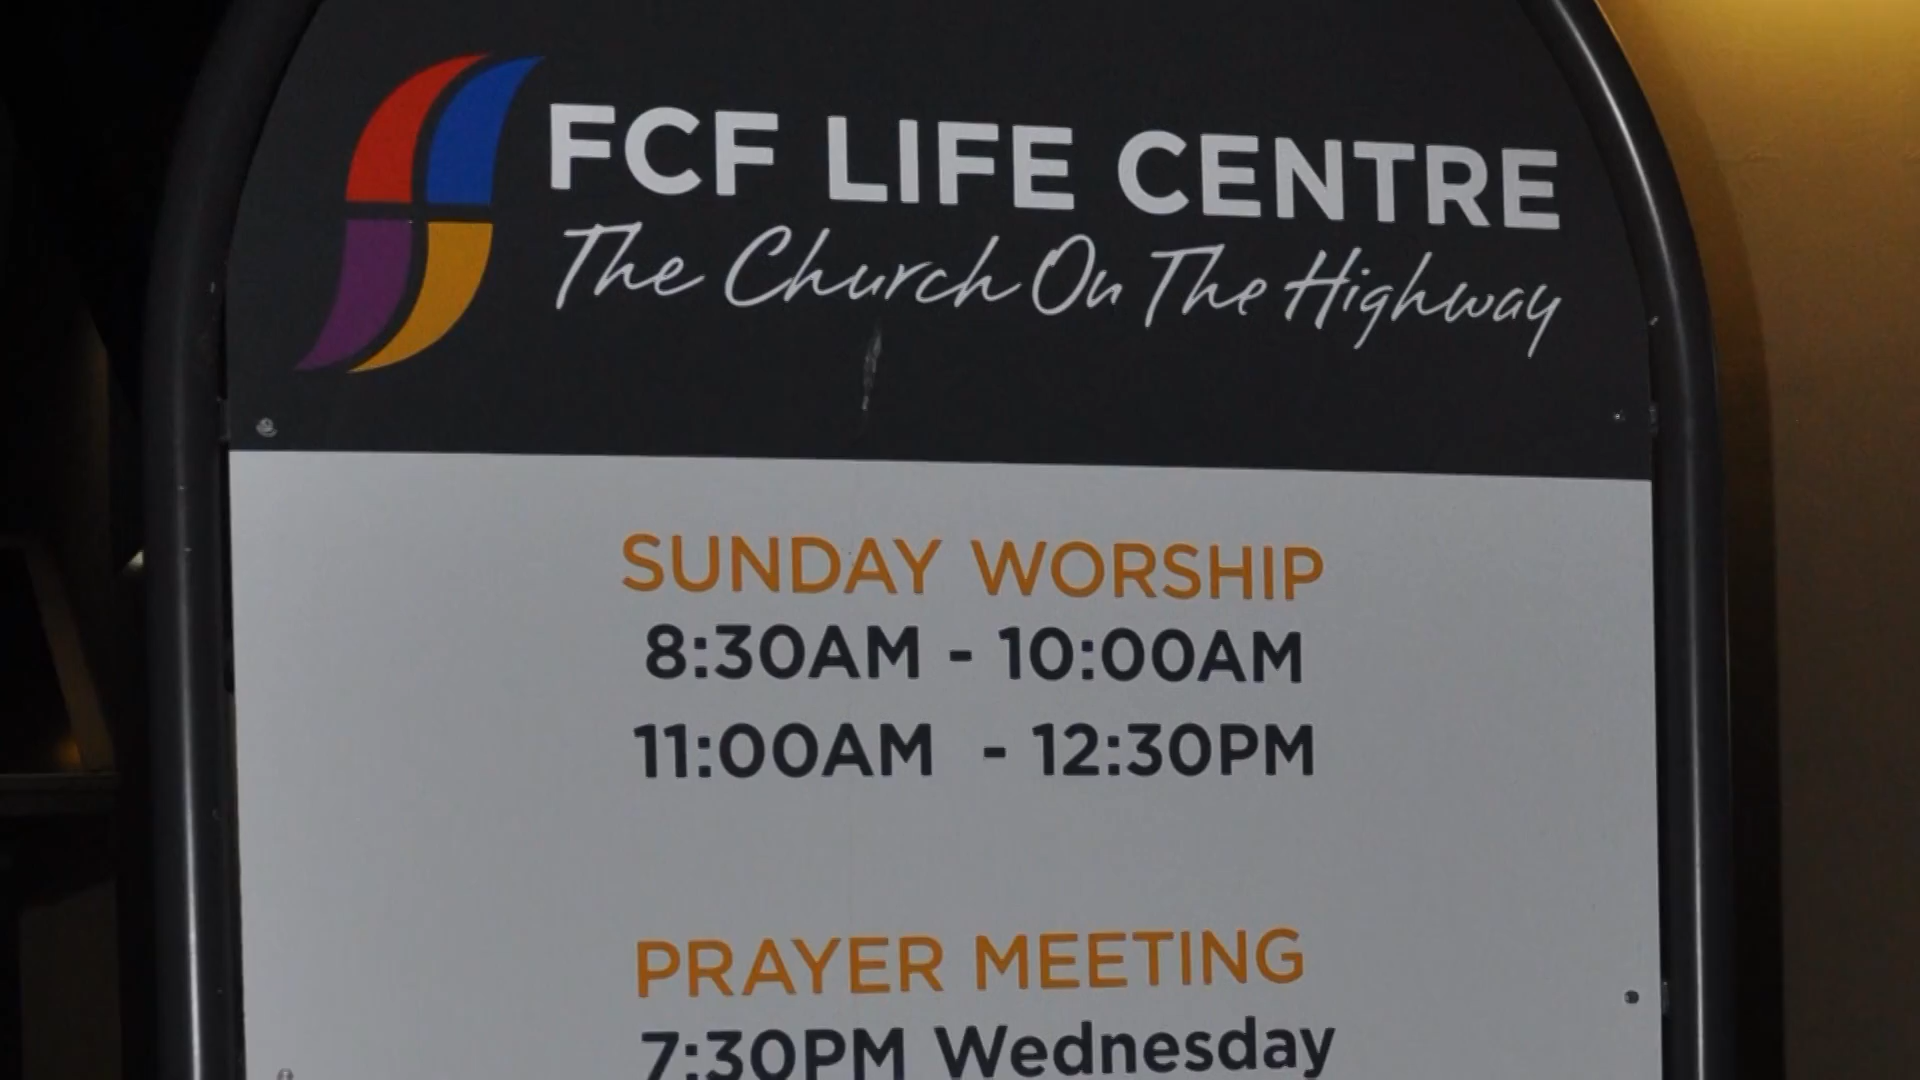 FCF LIFE CENTRE
The Church On The Highway
SUNDAY WORSHIP
8:30AM - 10:00AM
11:00AM - 12:30PM
PRAYER MEETING
7:30PM Wednesday